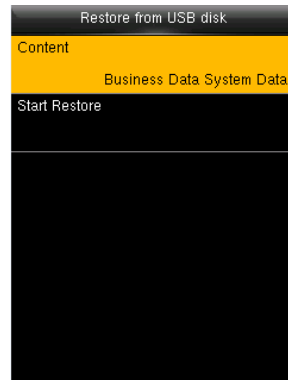 Restore from USB disk
Content
Business Data System Data
Start Restore